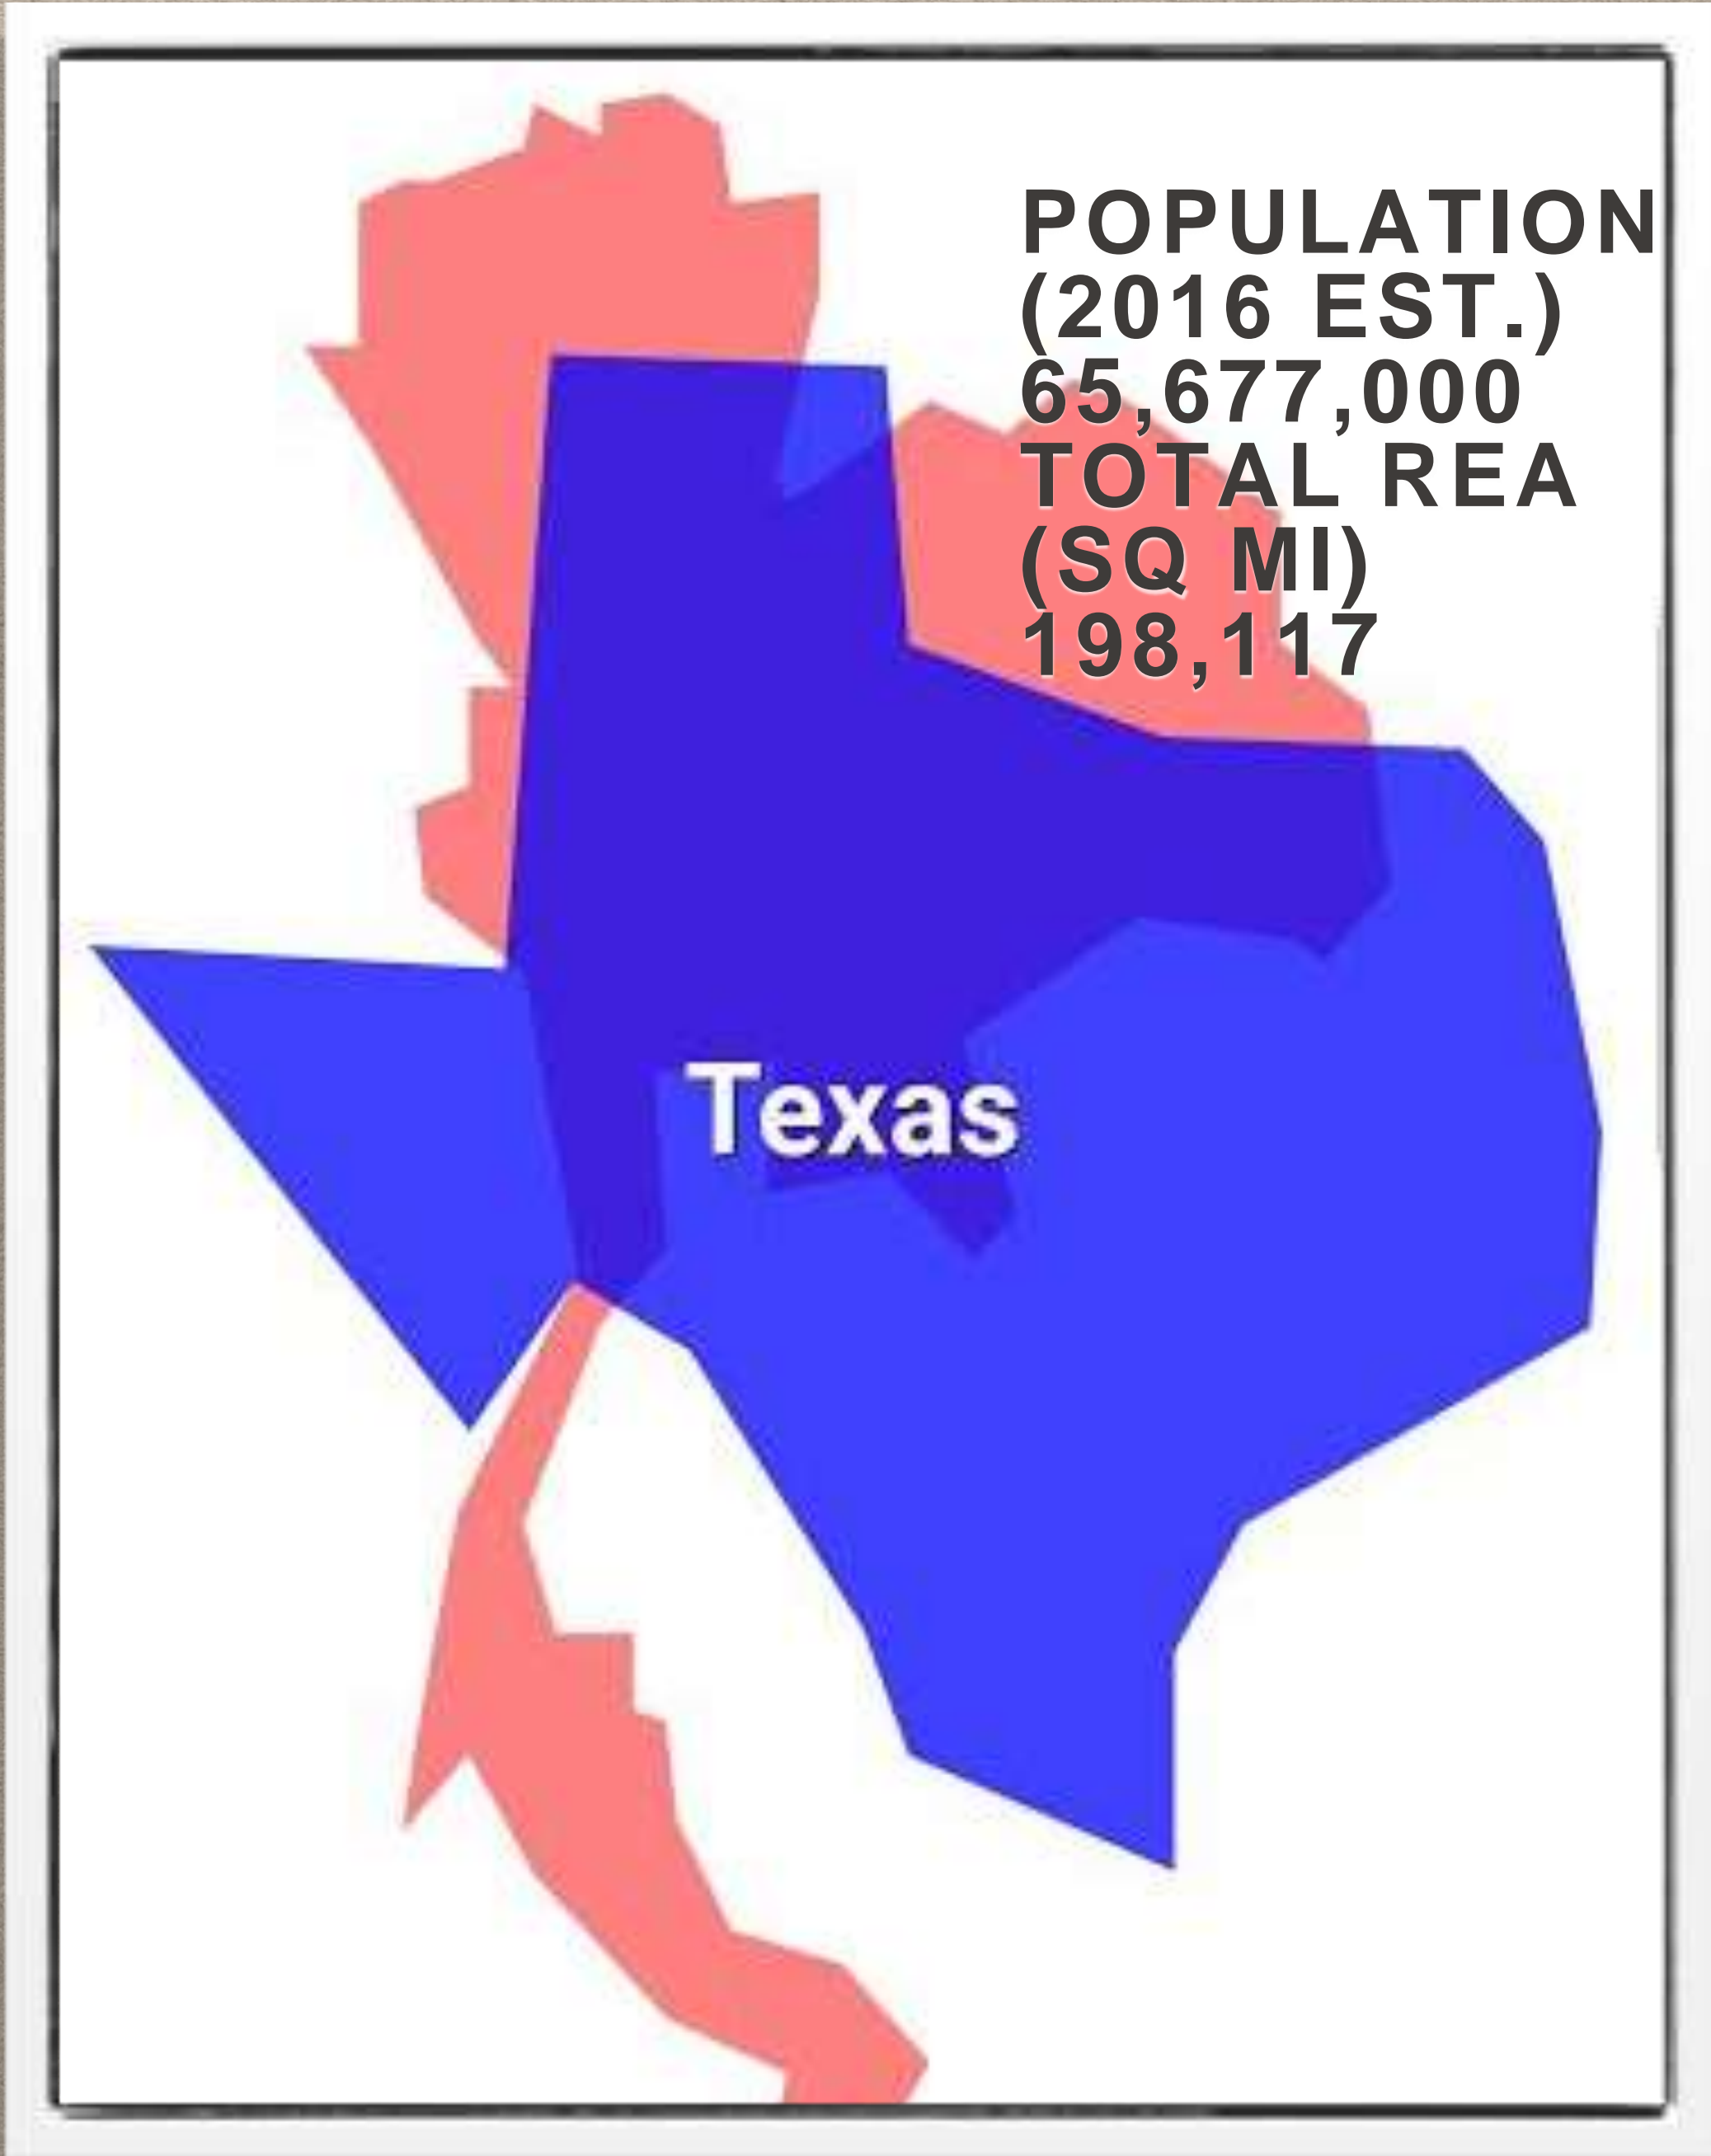 POPULATION
(2016 EST.)
65,677,000
TOTAL REA
(SQ MI)
198,117
Texas